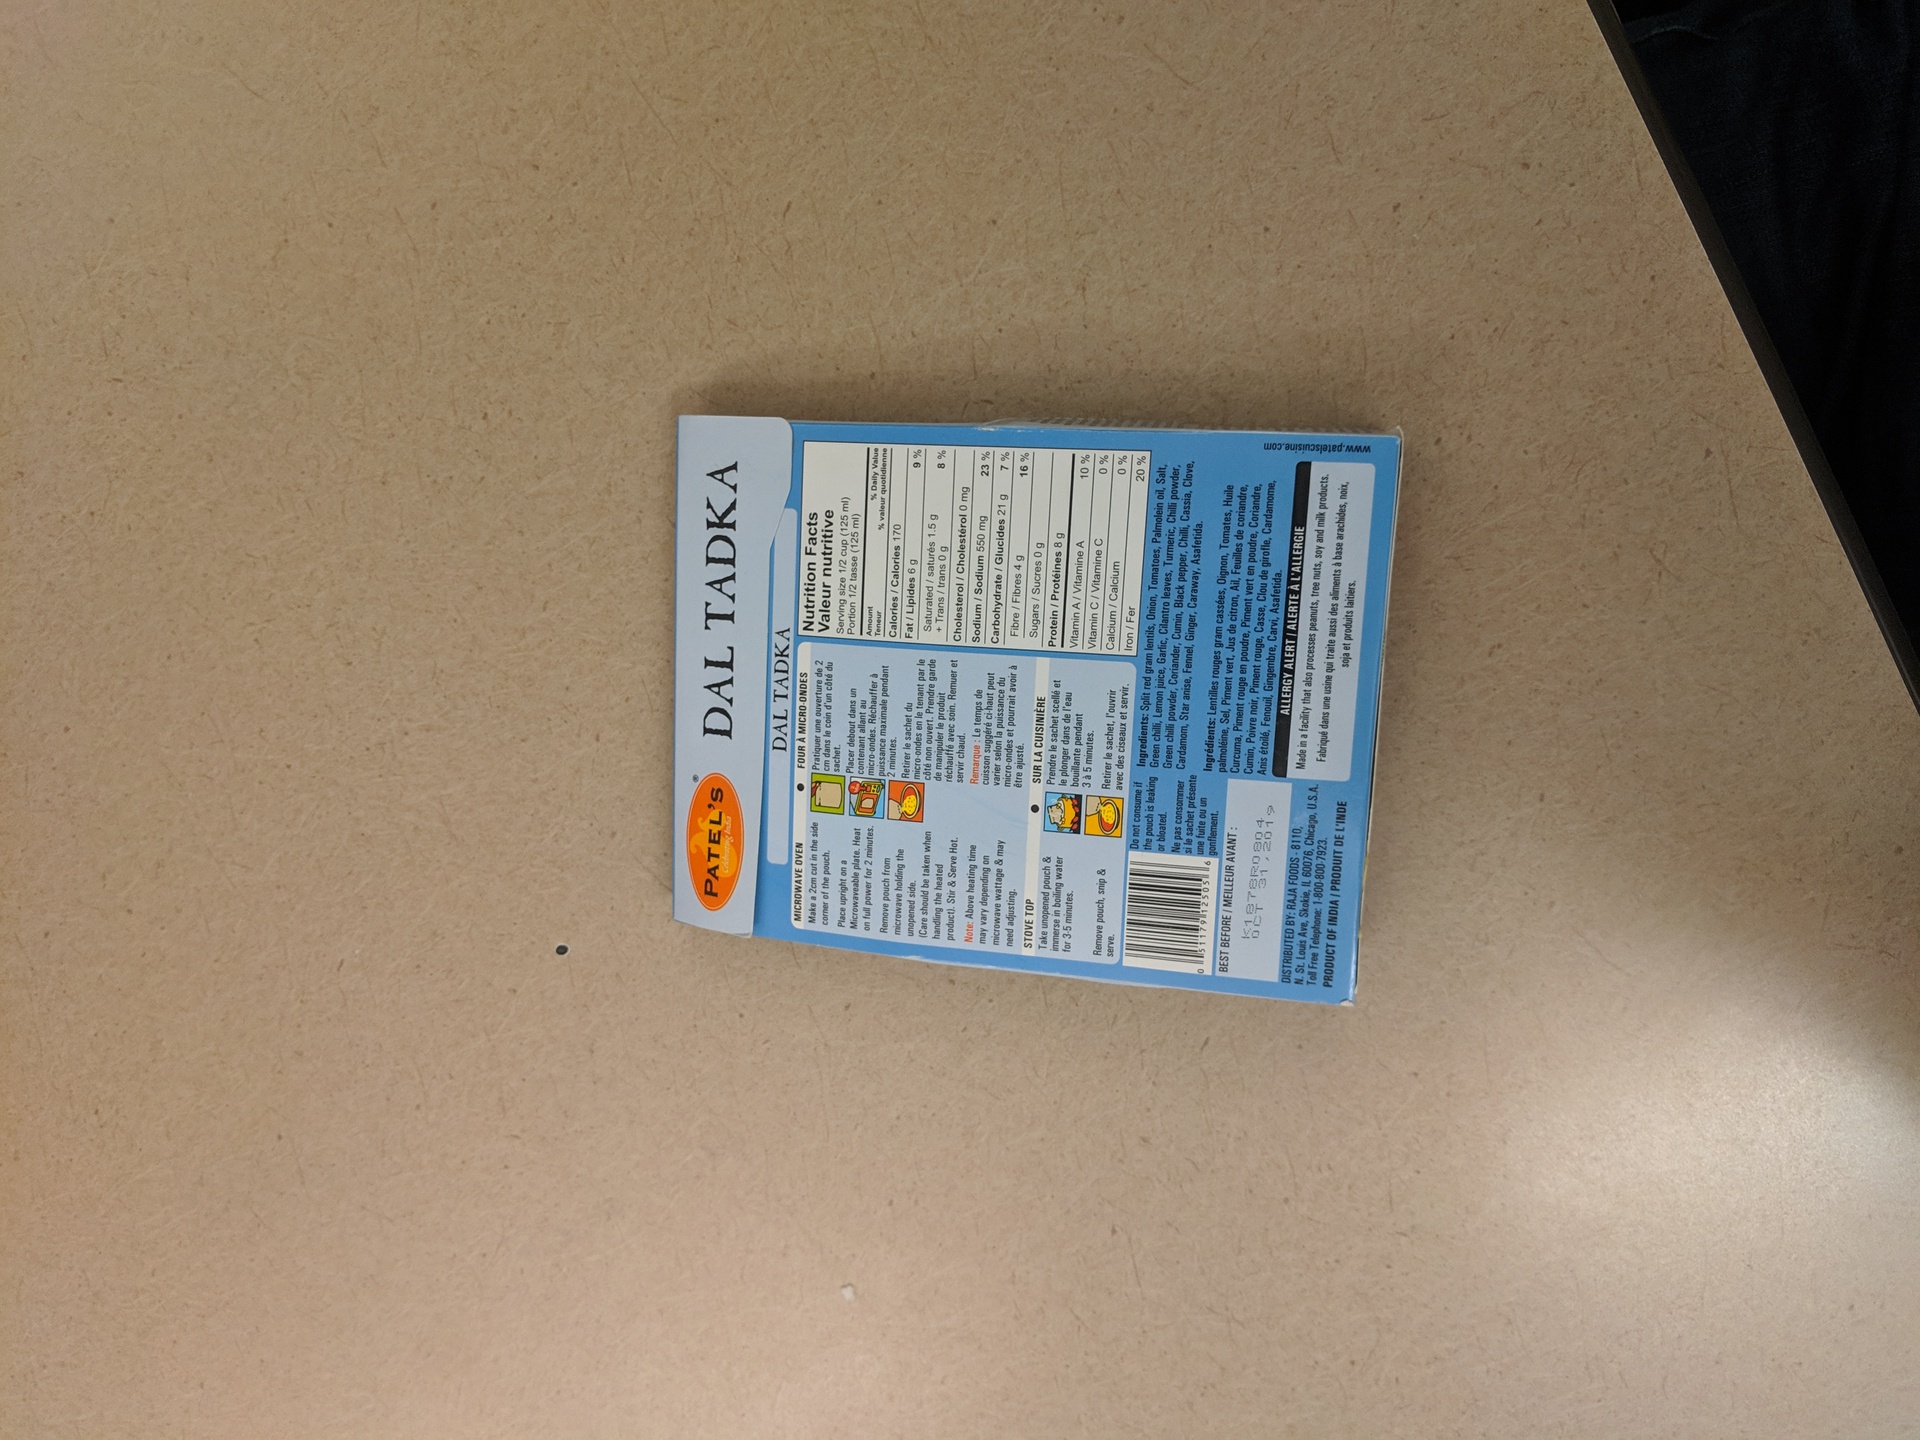 PATEL'S ®
Celebrating India
DAL TADKA
DAL TADKA
MICROWAVE OVEN
Make a 2cm cut in the side
corner of the pouch.
Place upright on a
Microwaveable plate. Heat
on full power for 2 minutes.
Remove pouch from
microwave holding the
unopened side.
(Care should be taken when
handling the heated
product). Stir & Serve Hot.
Note: Above heating time
may vary depending on
microwave wattage & may
need adjusting.
FOUR À MICRO-ONDES
Pratiquer une ouverture de 2
cm dans le coin d'un côté du
sachet.
Placer debout dans un
contenant allant au
micro-ondes. Réchauffer à
puissance maximale pendant
2 minutes.
Retirer le sachet du
micro-ondes en le tenant par le
côté non ouvert. Prendre garde
de manipuler le produit
réchauffé avec soin. Remuer et
servir chaud.
Remarque : Le temps de
cuisson suggéré ci-haut peut
varier selon la puissance du
micro-ondes et pourrait avoir à
être ajusté.
STOVE TOP
Take unopened pouch &
immerse in boiling water
for 3-5 minutes.
Remove pouch, snip &
serve.
SUR LA CUISINIÈRE
Prendre le sachet scellé et
le plonger dans de l'eau
bouillante pendant
3 à 5 minutes.
Retirer le sachet, l'ouvrir
avec des ciseaux et servir.
Nutrition Facts
Valeur nutritive
Serving size 1/2 cup (125 ml)
Portion 1/2 tasse (125 ml)
Amount % Daily Value
Teneur % valeur quotidienne
Calories / Calories 170
Fat / Lipides 6 g 9 %
Saturated / saturés 1.5 g
+ Trans / trans 0 g 8 %
Cholesterol / Cholestérol 0 mg
Sodium / Sodium 550 mg 23 %
Carbohydrate / Glucides 21 g 7 %
Fibre / Fibres 4 g 16 %
Sugars / Sucres 0 g
Protein / Protéines 8 g
Vitamin A / Vitamine A 10 %
Vitamin C / Vitamine C 0 %
Calcium / Calcium 0 %
Iron / Fer 20 %
0 51179 12505 6
Do not consume if
the pouch is leaking
or bloated.
Ne pas consommer
si le sachet présente
une fuite ou un
gonflement.
BEST BEFORE / MEILLEUR AVANT :
K1878R0804
OCT 31,2019
DISTRIBUTED BY: RAJA FOODS - 8110,
N. St. Louis Ave, Skokie, IL 60076, Chicago, U.S.A.
Toll Free Telephone: 1-800-800-7923.
PRODUCT OF INDIA / PRODUIT DE L'INDE
Ingredients: Split red gram lentils, Onion, Tomatoes, Palmolein oil, Salt,
Green chilli, Lemon juice, Garlic, Cilantro leaves, Turmeric, Chilli powder,
Green chilli powder, Coriander, Cumin, Black pepper, Chilli, Cassia, Clove,
Cardamom, Star anise, Fennel, Ginger, Caraway, Asafetida.
Ingrédients: Lentilles rouges gram cassées, Oignon, Tomates, Huile
palmoléine, Sel, Piment vert, Jus de citron, Ail, Feuilles de coriandre,
Curcuma, Piment rouge en poudre, Piment vert en poudre, Coriandre,
Cumin, Poivre noir, Piment rouge, Casse, Clou de girofle, Cardamome,
Anis étoilé, Fenouil, Gingembre, Carvi, Asafetida.
ALLERGY ALERT / ALERTE À L'ALLERGIE
Made in a facility that also processes peanuts, tree nuts, soy and milk products.
Fabriqué dans une usine qui traite aussi des aliments à base arachides, noix,
soja et produits laitiers.
www.patelscuisine.com